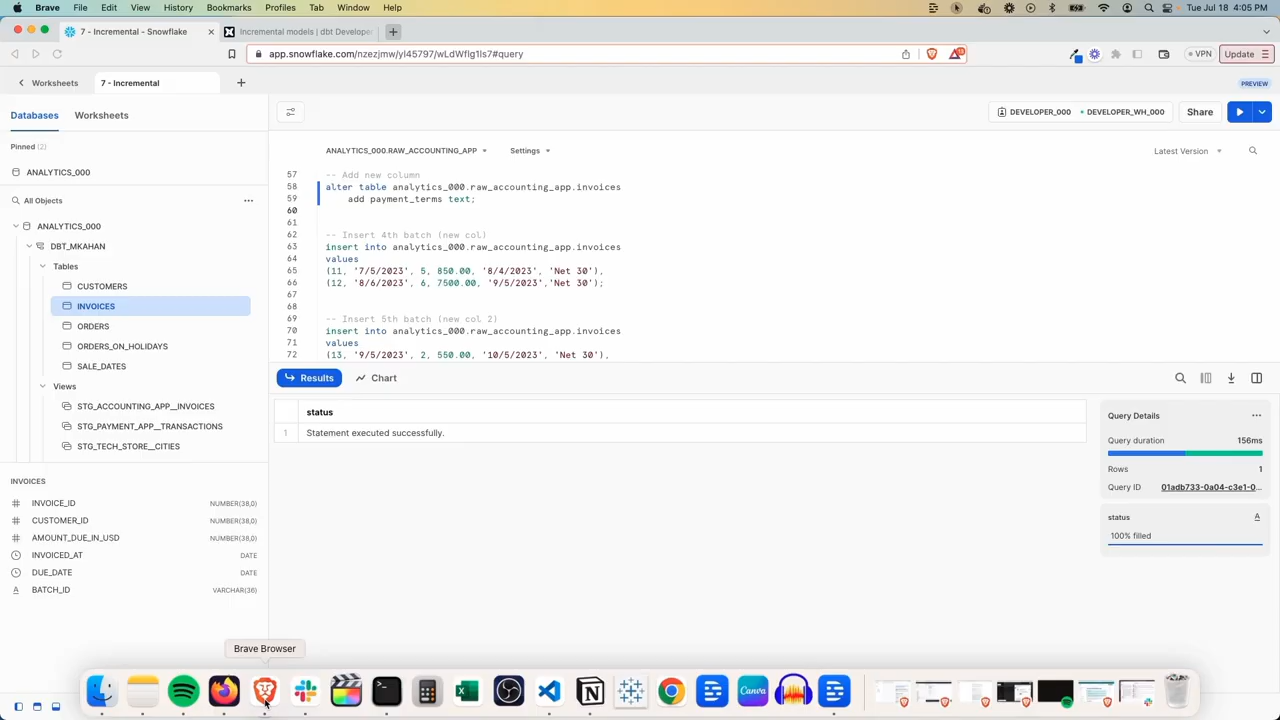 Brave File Edit View History Bookmarks Profiles Tab Window Help
Tue Jul 18 4:05 PM
7 - Incremental - Snowflake
Incremental models | dbt Develope
app.snowflake.com/nzezjmw/yl45797/wLdWflg1ls7#query
VPN
Update
Worksheets
7 - Incremental
PREVIEW
Databases Worksheets
DEVELOPER_000 DEVELOPER_WH_000
Share
Pinned (2)
ANALYTICS_000
All Objects
ANALYTICS_000
DBT_MKAHAN
Tables
CUSTOMERS
INVOICES
ORDERS
ORDERS_ON_HOLIDAYS
SALE_DATES
Views
STG_ACCOUNTING_APP__INVOICES
STG_PAYMENT_APP__TRANSACTIONS
STG_TECH_STORE__CITIES
ANALYTICS_000.RAW_ACCOUNTING_APP
Settings
Latest Version
57 -- Add new column
58 alter table analytics_000.raw_accounting_app.invoices
59 add payment_terms text;
60
61
62 -- Insert 4th batch (new col)
63 insert into analytics_000.raw_accounting_app.invoices
64 values
65 (11, '7/5/2023', 5, 850.00, '8/4/2023', 'Net 30'),
66 (12, '8/6/2023', 6, 7500.00, '9/5/2023','Net 30');
67
68
69 -- Insert 5th batch (new col 2)
70 insert into analytics_000.raw_accounting_app.invoices
71 values
72 (13, '9/5/2023', 2, 550.00, '10/5/2023', 'Net 30'),
Results Chart
status
1 Statement executed successfully.
Query Details
Query duration 156ms
Rows 1
Query ID 01adb733-0a04-c3e1-0...
status A
100% filled
INVOICES
INVOICE_ID NUMBER(38,0)
CUSTOMER_ID NUMBER(38,0)
AMOUNT_DUE_IN_USD NUMBER(38,0)
INVOICED_AT DATE
DUE_DATE DATE
A BATCH_ID VARCHAR(36)
Brave Browser